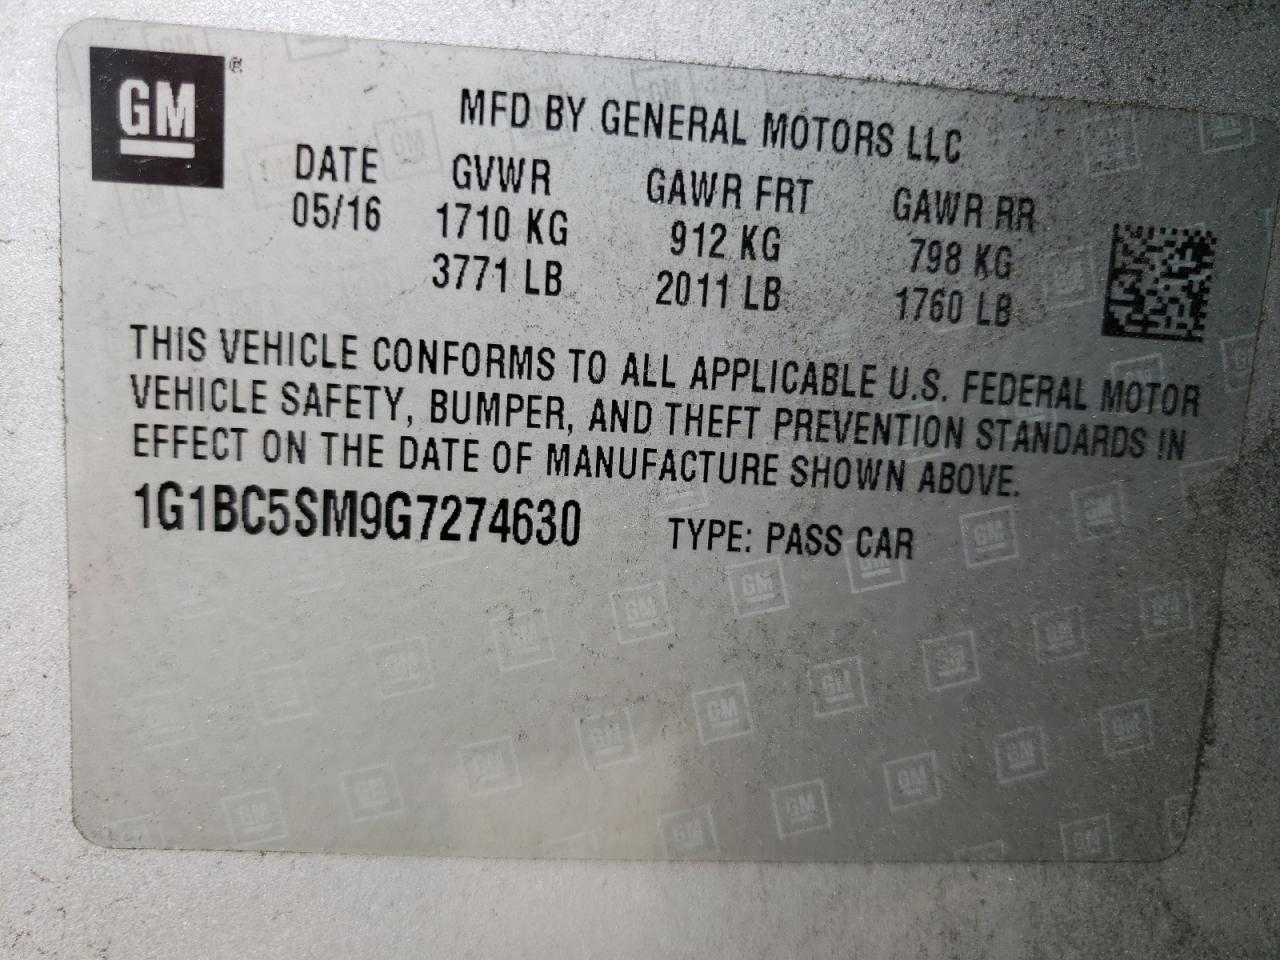 GM ®
MFD BY GENERAL MOTORS LLC
DATE GVWR GAWR FRT GAWR RR
05/16 1710 KG 912 KG 798 KG
3771 LB 2011 LB 1760 LB
THIS VEHICLE CONFORMS TO ALL APPLICABLE U.S. FEDERAL MOTOR
VEHICLE SAFETY, BUMPER, AND THEFT PREVENTION STANDARDS IN
EFFECT ON THE DATE OF MANUFACTURE SHOWN ABOVE.
1G1BC5SM9G7274630 TYPE: PASS CAR